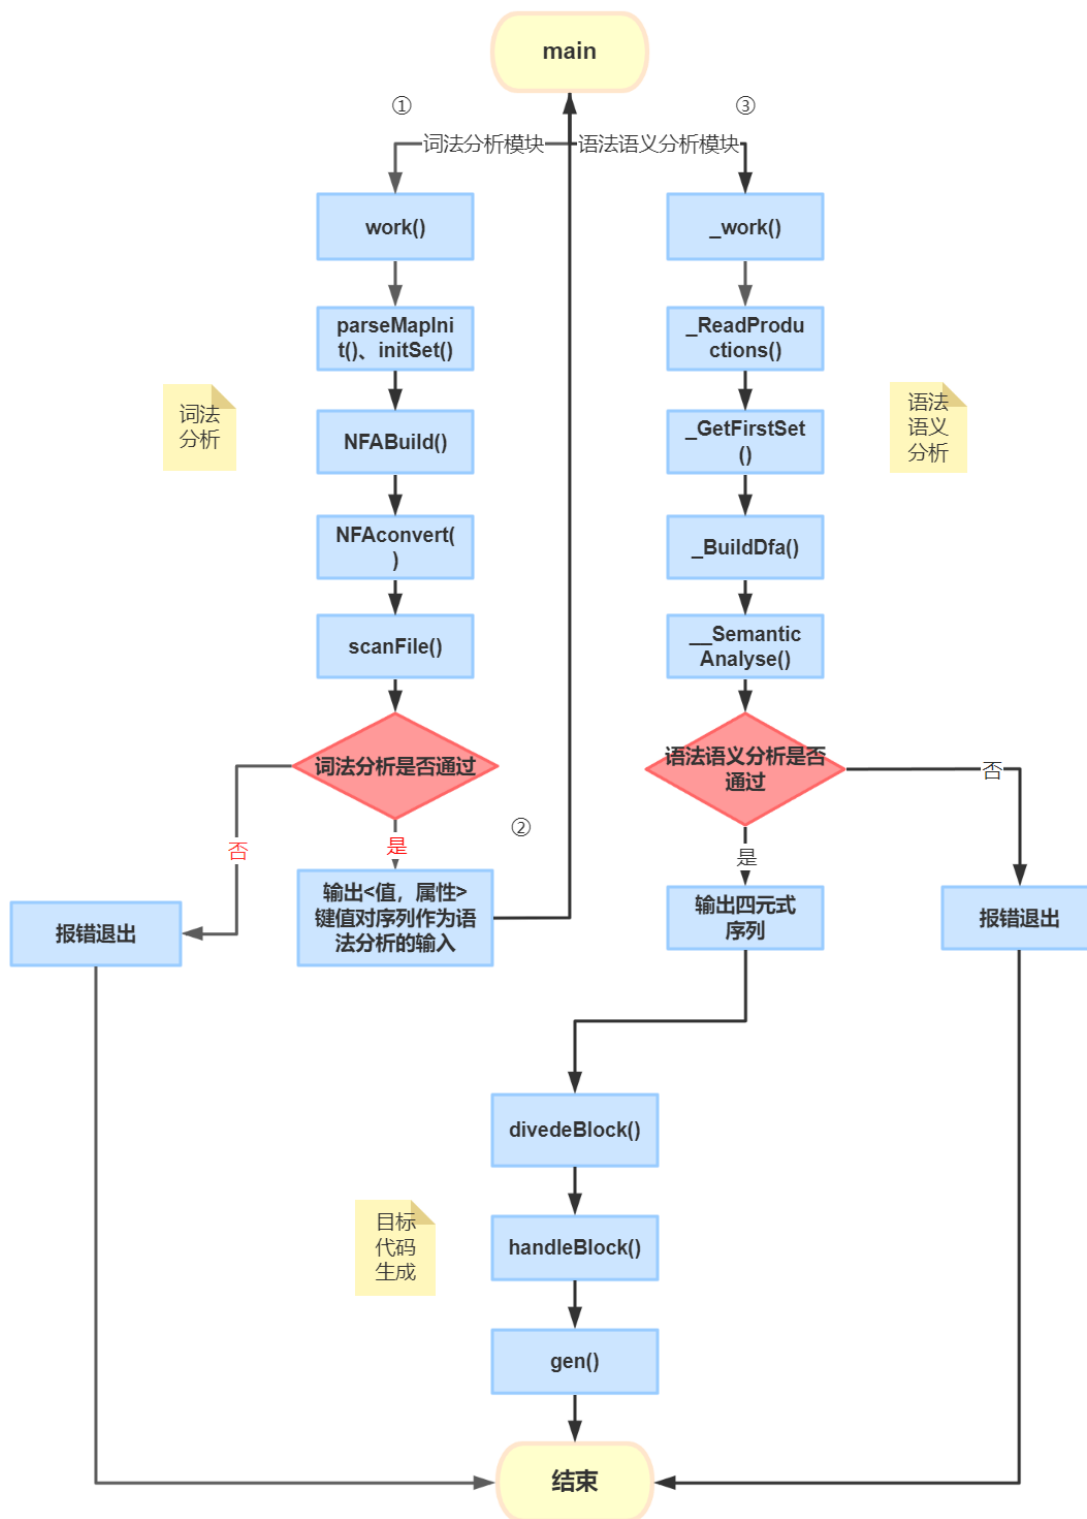 main
①
③
词法分析模块
语法语义分析模块
work()
_work()
parseMapIni
t()、initSet()
_ReadProdu
ctions()
词法
分析
NFABuild()
_GetFirstSet
()
语法
语义
分析
NFAconvert(
)
_BuildDfa()
scanFile()
__Semantic
Analyse()
词法分析是否通过
语法语义分析是否
通过
否
②
否
是
是
输出<值，属性>
键值对序列作为语
法分析的输入
输出四元式
序列
报错退出
报错退出
divedeBlock()
目标
代码
生成
handleBlock()
gen()
结束